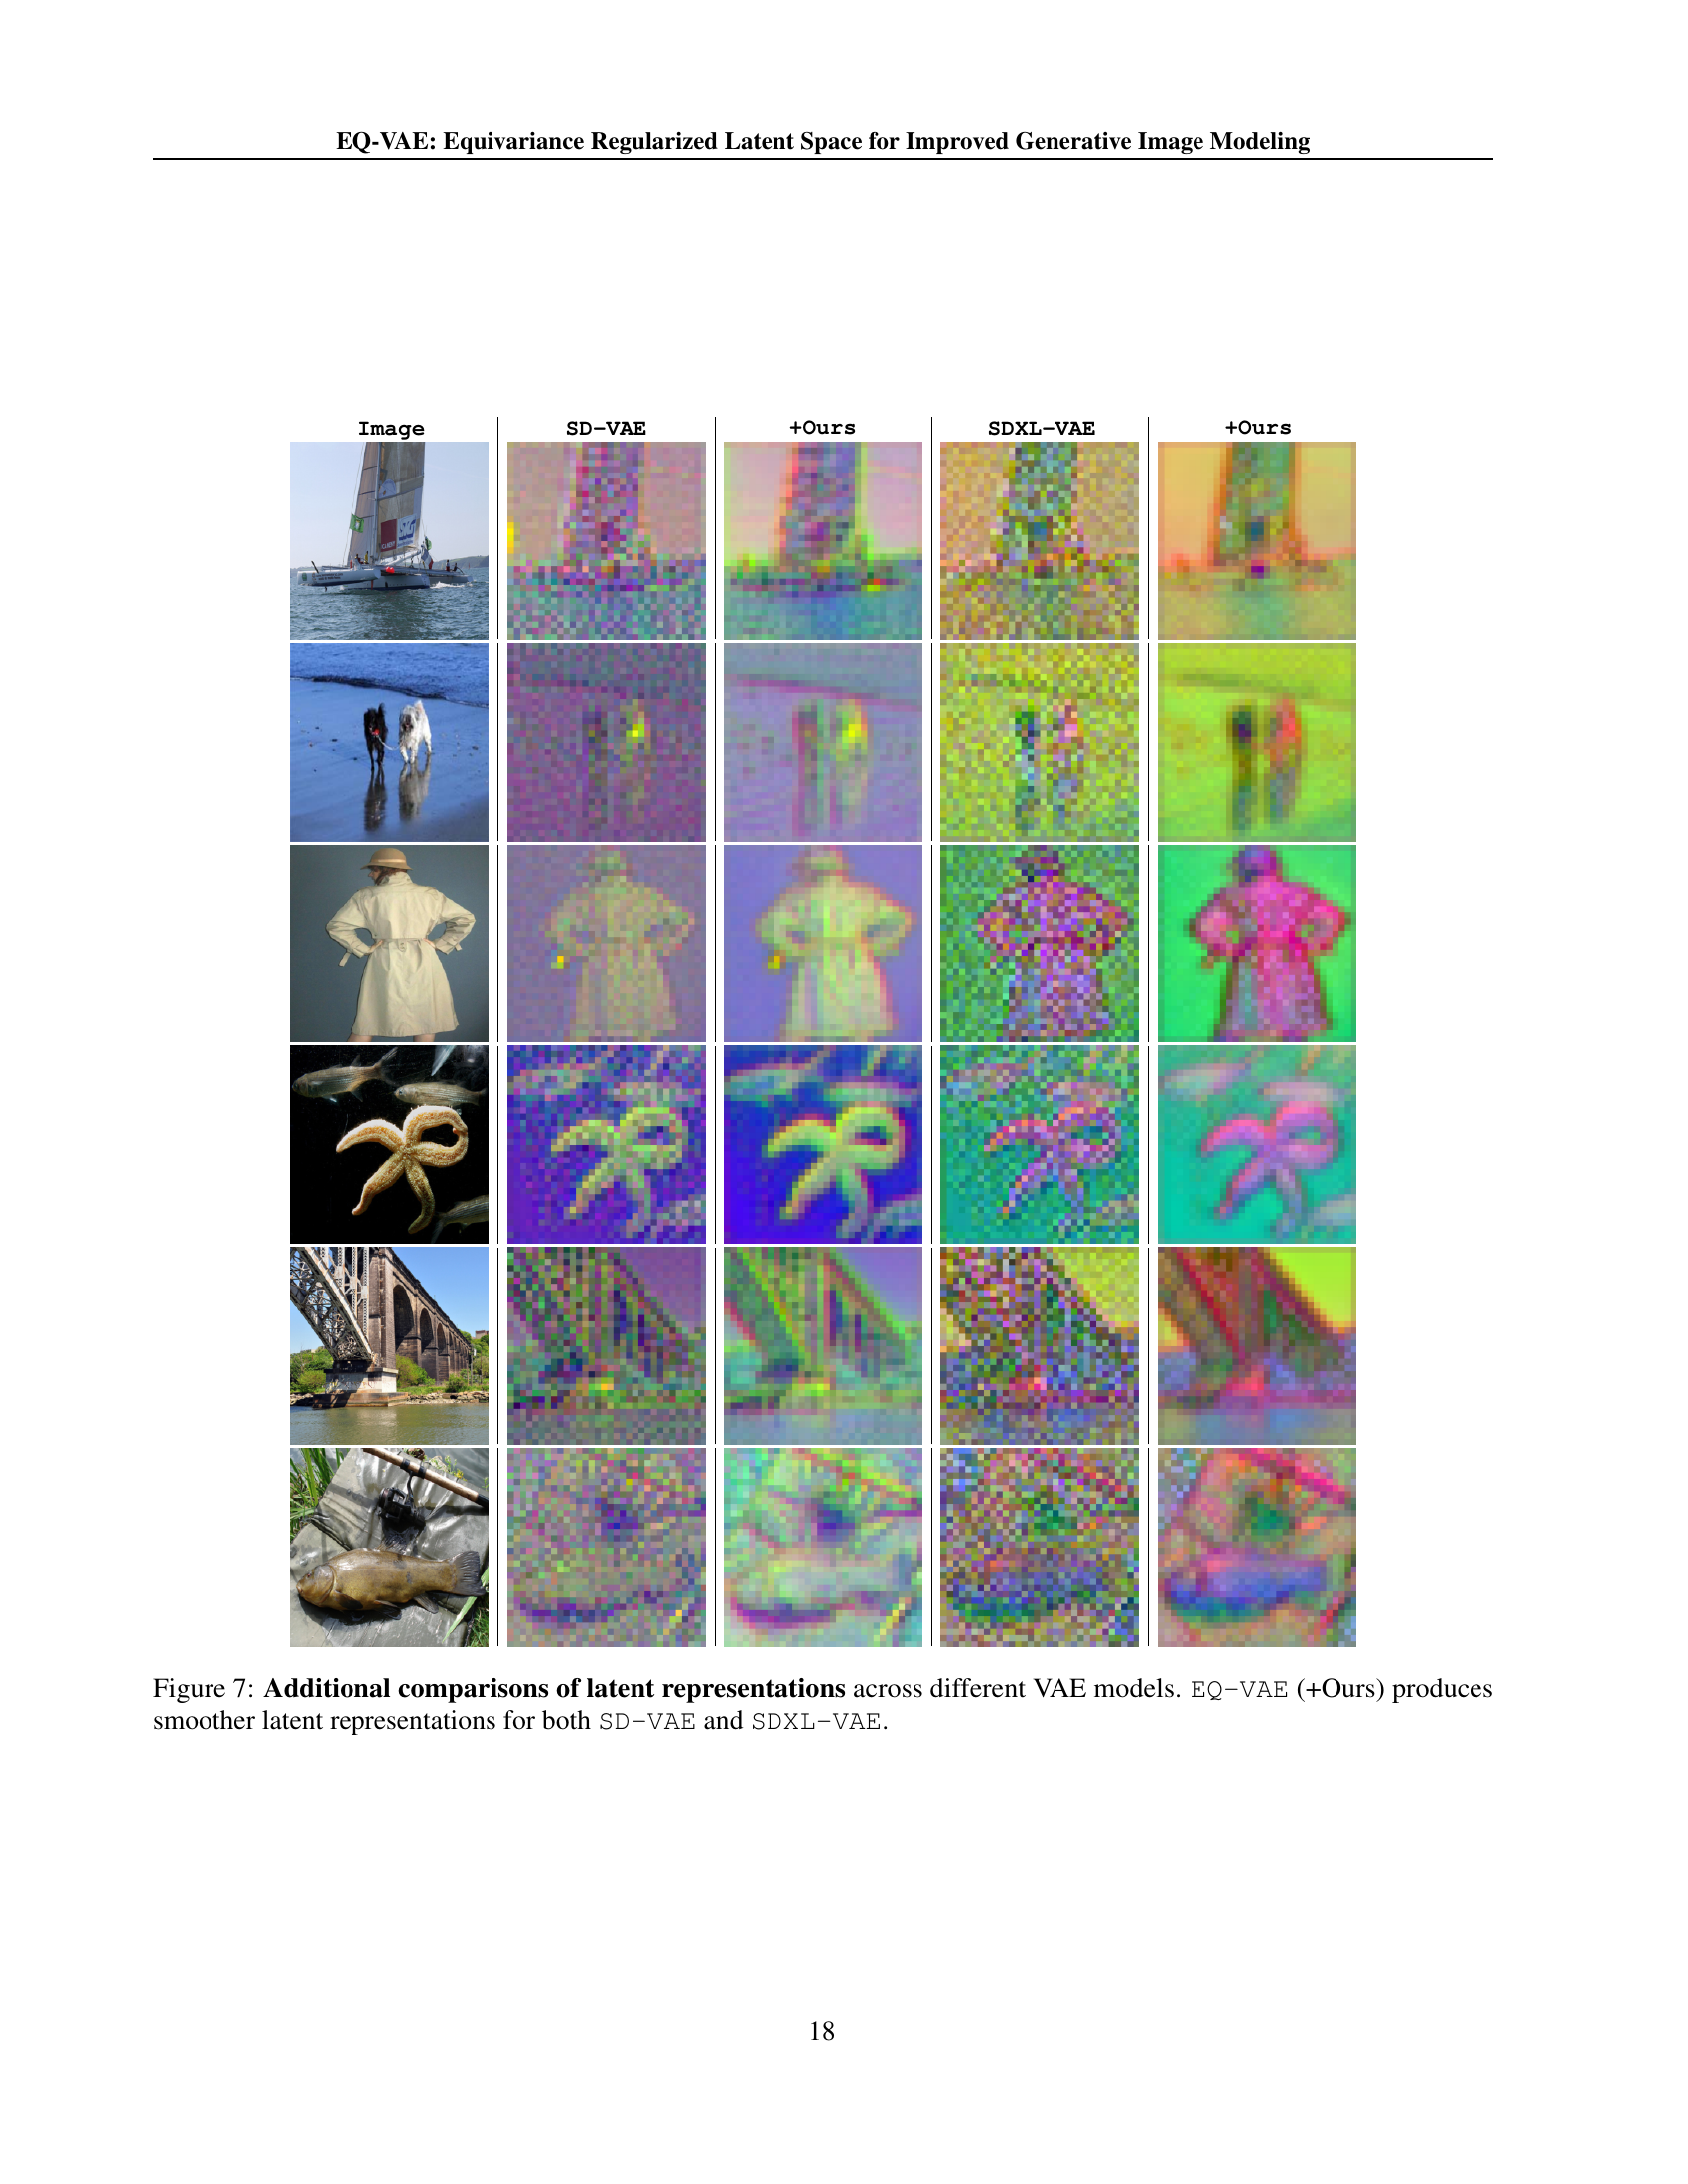 EQ-VAE: Equivariance Regularized Latent Space for Improved Generative Image Modeling
Image SD-VAE +Ours SDXL-VAE +Ours
Figure 7: Additional comparisons of latent representations across different VAE models. EQ-VAE (+Ours) produces
smoother latent representations for both SD-VAE and SDXL-VAE.
18